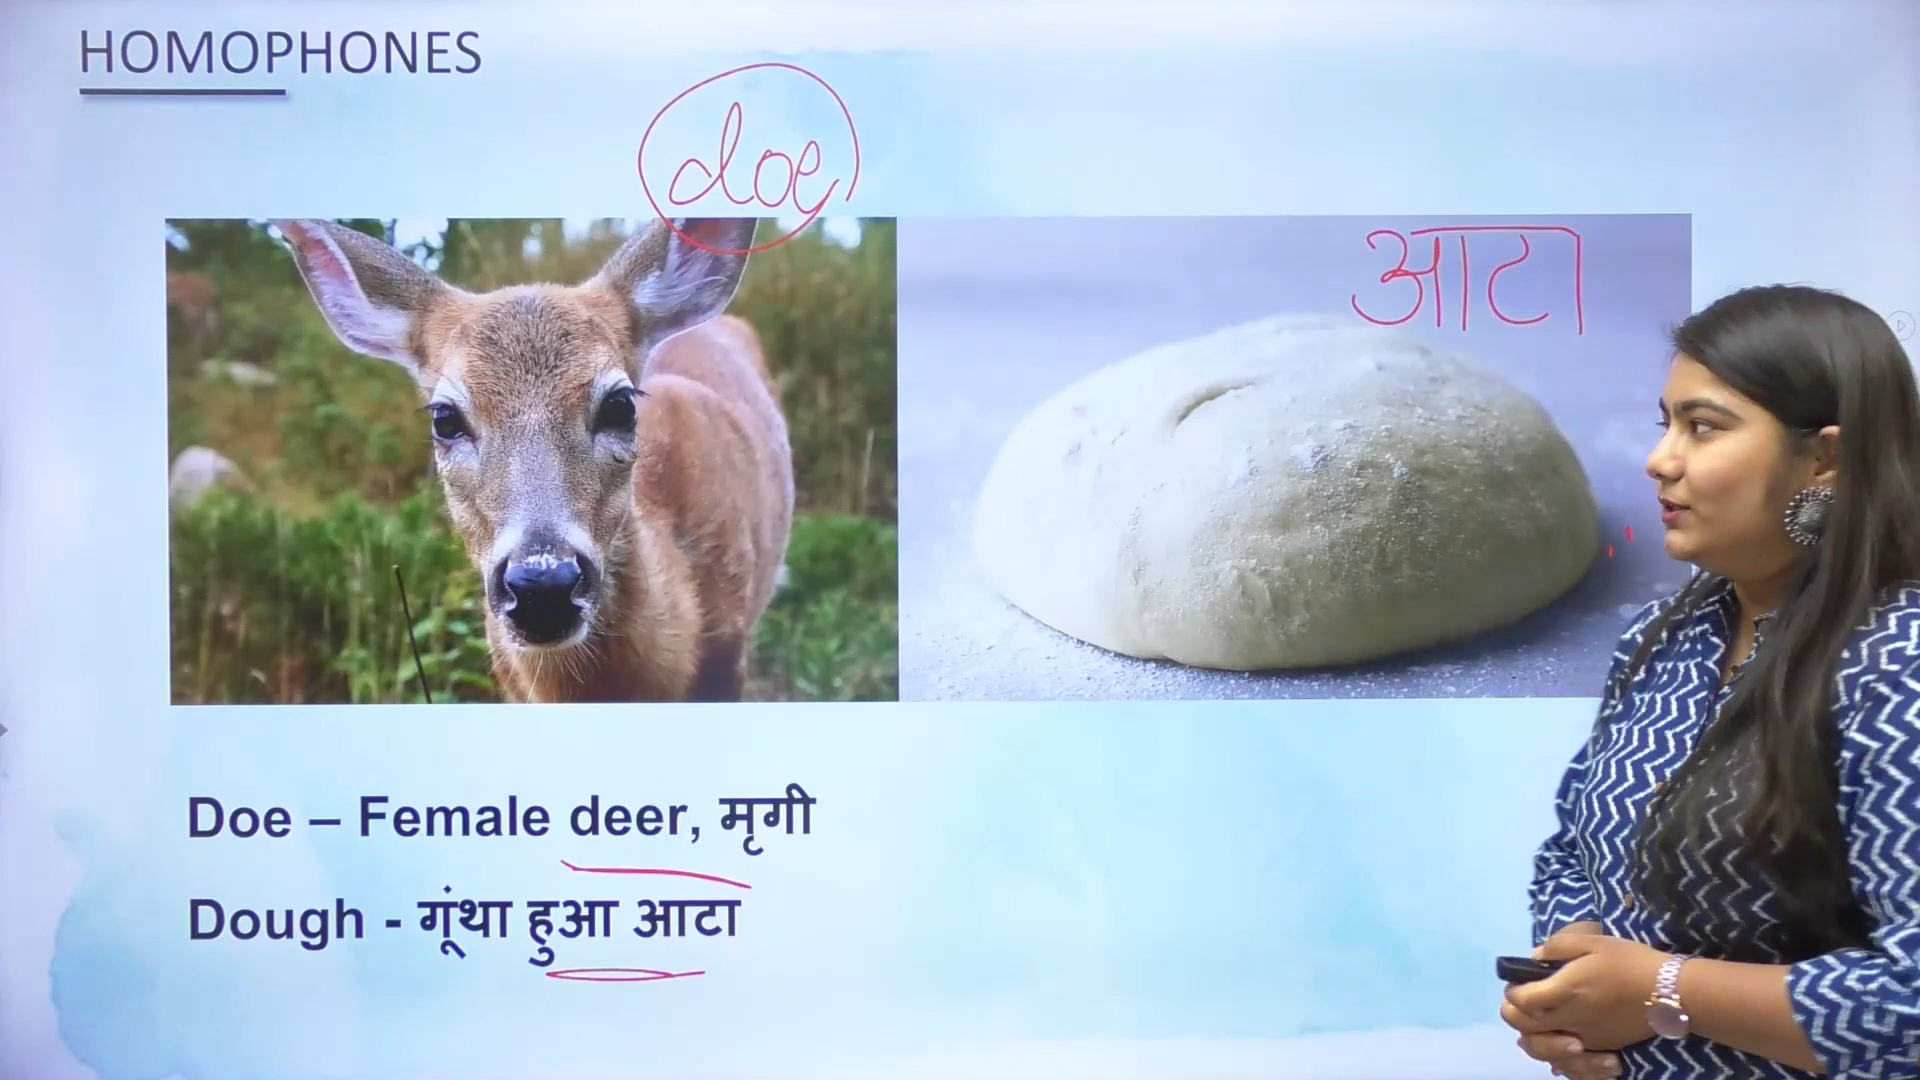 HOMOPHONES
doe
आटा
Doe – Female deer, मृगी
Dough - गूंथा हुआ आटा